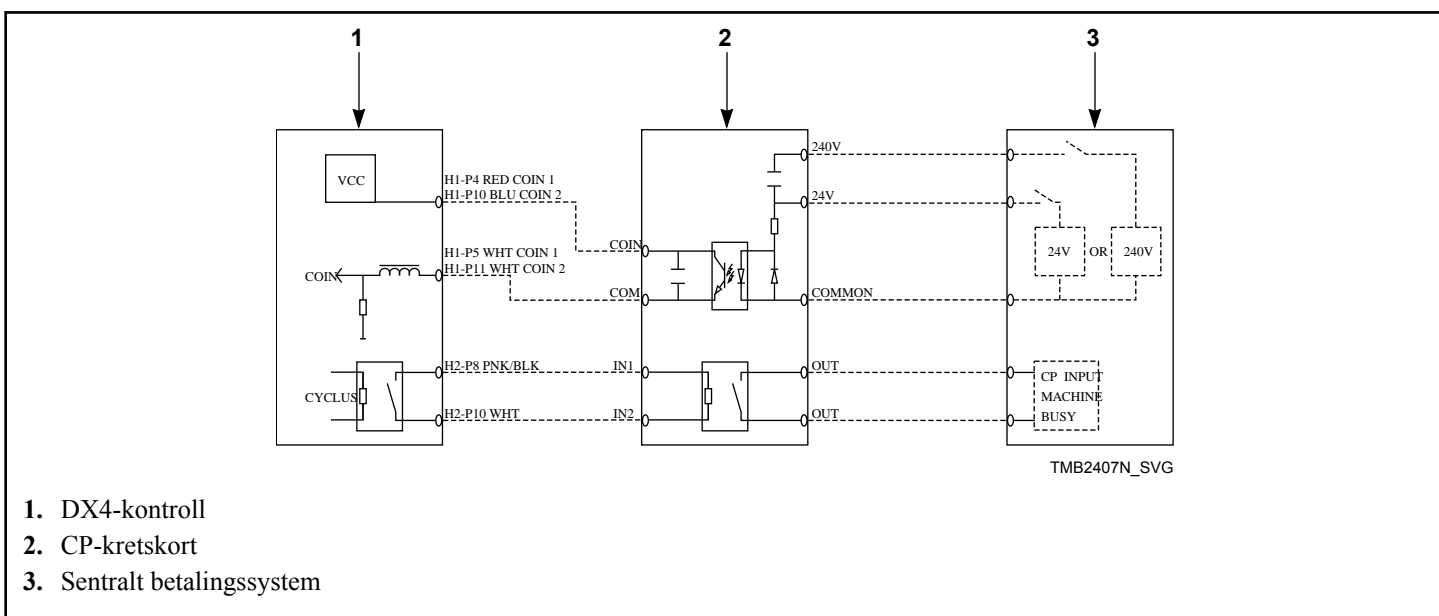 1
2
3
VCC
H1-P4 RED COIN 1
H1-P10 BLU COIN 2
COIN
H1-P5 WHT COIN 1
H1-P11 WHT COIN 2
CYCLUS
H2-P8 PNK/BLK
H2-P10 WHT
COIN
COM
IN1
IN2
240V
24V
COMMON
OUT
OUT
24V
OR
240V
CP INPUT
MACHINE
BUSY
TMB2407N_SVG
1. DX4-kontroll
2. CP-kretskort
3. Sentralt betalingssystem